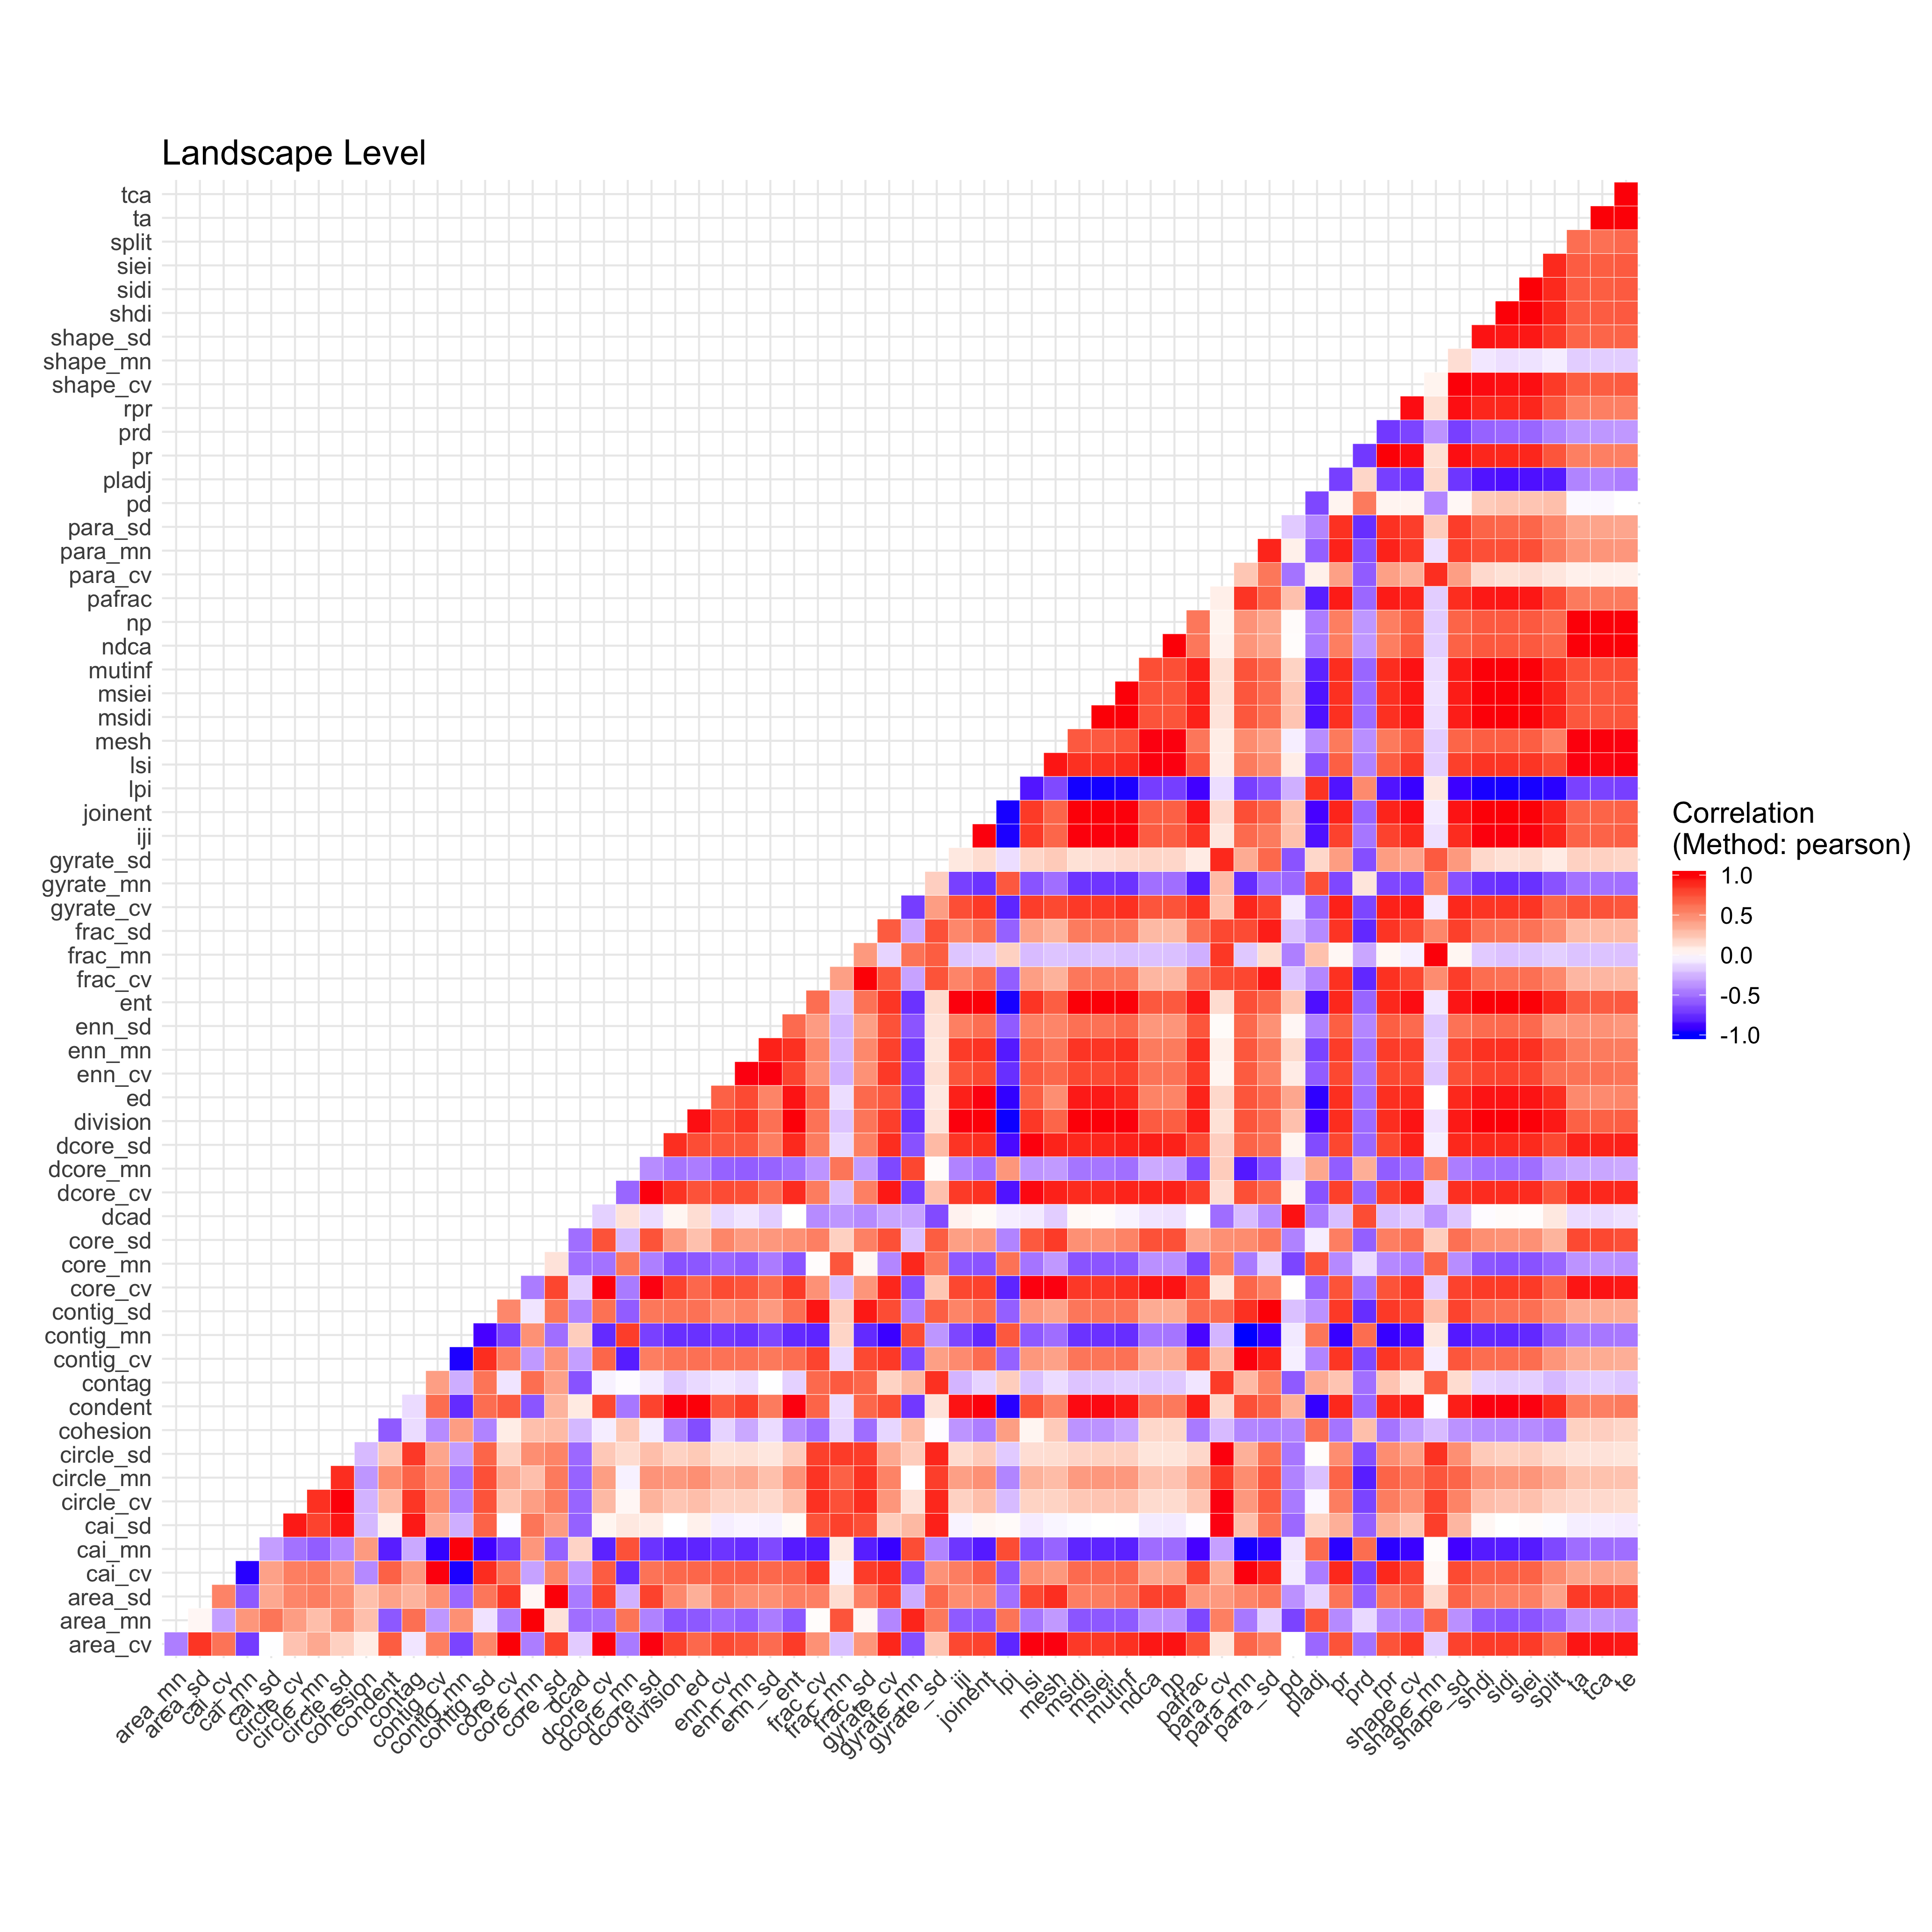 Landscape Level
tca
ta
split
siei
sidi
shdi
shape_sd
shape_mn
shape_cv
rpr
prd
pr
pladj
pd
para_sd
para_mn
para_cv
pafrac
np
ndca
mutinf
msiei
msidi
mesh
lsi
lpi
joinent
iji
gyrate_sd
gyrate_mn
gyrate_cv
frac_sd
frac_mn
frac_cv
ent
enn_sd
enn_mn
enn_cv
ed
division
dcore_sd
dcore_mn
dcore_cv
dcad
core_sd
core_mn
core_cv
contig_sd
contig_mn
contig_cv
contag
condent
cohesion
circle_sd
circle_mn
circle_cv
cai_sd
cai_mn
cai_cv
area_sd
area_mn
area_cv
area_mn
area_sd
cai_cv
cai_mn
cai_sd
circle_cv
circle_mn
circle_sd
cohesion
condent
contag
contig_cv
contig_mn
contig_sd
core_cv
core_mn
core_sd
dcad
dcore_cv
dcore_mn
dcore_sd
division
ed
enn_cv
enn_mn
enn_sd
ent
frac_cv
frac_mn
frac_sd
gyrate_cv
gyrate_mn
gyrate_sd
iji
joinent
lpi
lsi
mesh
msidi
msiei
mutinf
ndca
np
pafrac
para_cv
para_mn
para_sd
pd
pladj
pr
prd
rpr
shape_cv
shape_mn
shape_sd
shdi
sidi
siei
split
ta
tca
te
Correlation
(Method: pearson)
1.0
0.5
0.0
-0.5
-1.0